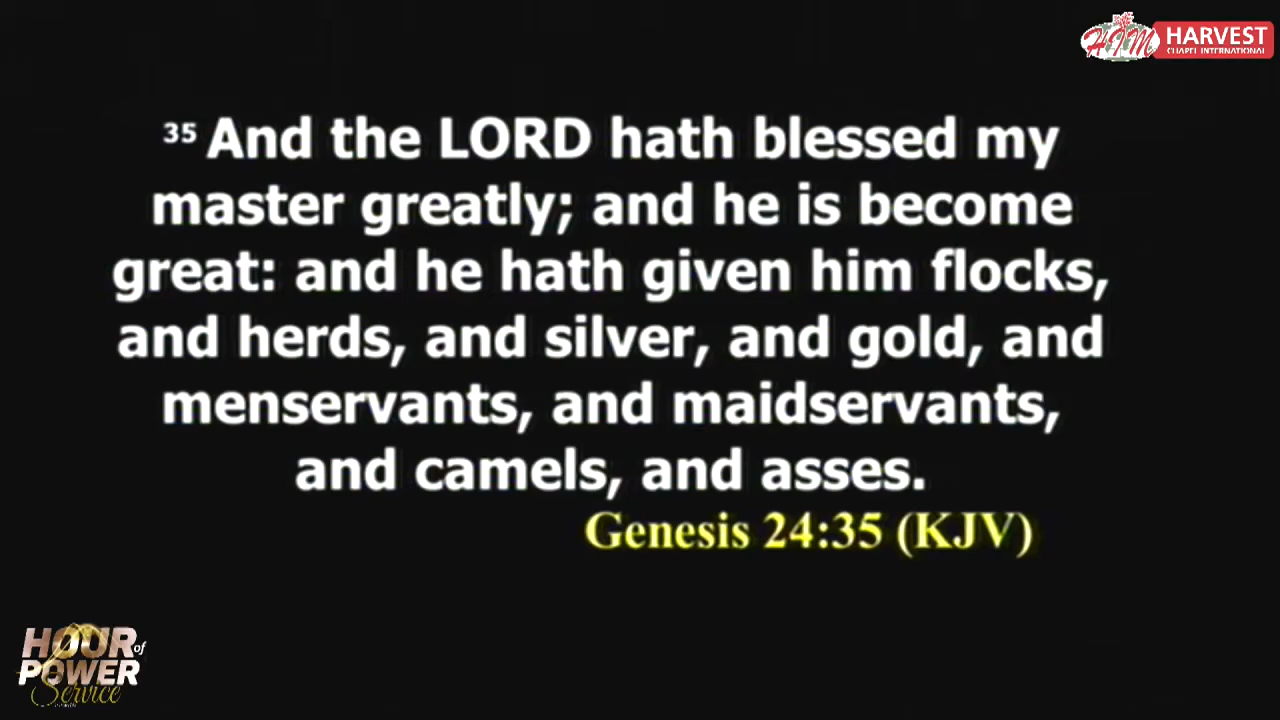 HIM
HARVEST
CHAPEL INTERNATIONAL
35 And the LORD hath blessed my
master greatly; and he is become
great: and he hath given him flocks,
and herds, and silver, and gold, and
menservants, and maidservants,
and camels, and asses.
Genesis 24:35 (KJV)
HOUR of
POWER
Service